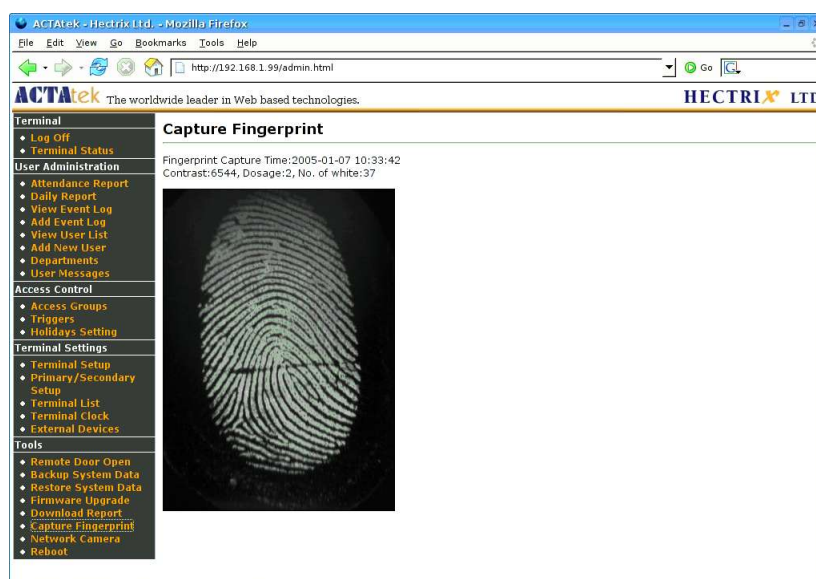 ACTAtek - Hectrix Ltd. - Mozilla Firefox
File Edit View Go Bookmarks Tools Help
http://192.168.1.99/admin.html
Go
ACTAtek The worldwide leader in Web based technologies.
HECTRIX LTD
Terminal
Log Off
Terminal Status
User Administration
Attendance Report
Daily Report
View Event Log
Add Event Log
View User List
Add New User
Departments
User Messages
Access Control
Access Groups
Triggers
Holidays Setting
Terminal Settings
Terminal Setup
Primary/Secondary
Setup
Terminal List
Terminal Clock
External Devices
Tools
Remote Door Open
Backup System Data
Restore System Data
Firmware Upgrade
Download Report
Capture Fingerprint
Network Camera
Reboot
Capture Fingerprint
Fingerprint Capture Time:2005-01-07 10:33:42
Contrast:6544, Dosage:2, No. of white:37